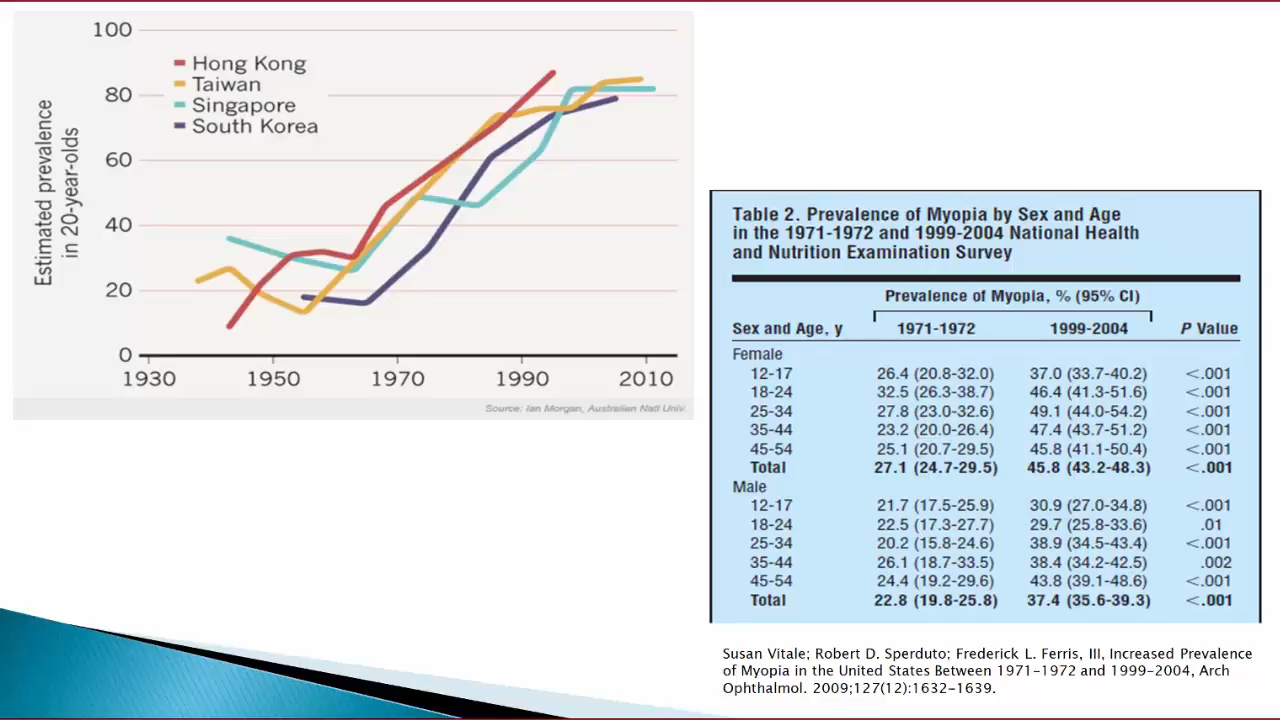 100
80
60
40
20
0
Estimated prevalence
in 20-year-olds
Hong Kong
Taiwan
Singapore
South Korea
1930 1950 1970 1990 2010
Source: Ian Morgan, Australian Natl Univ.
Table 2. Prevalence of Myopia by Sex and Age
in the 1971-1972 and 1999-2004 National Health
and Nutrition Examination Survey
Prevalence of Myopia, % (95% CI)
Sex and Age, y 1971-1972 1999-2004 P Value
Female
12-17 26.4 (20.8-32.0) 37.0 (33.7-40.2) <.001
18-24 32.5 (26.3-38.7) 46.4 (41.3-51.6) <.001
25-34 27.8 (23.0-32.6) 49.1 (44.0-54.2) <.001
35-44 23.2 (20.0-26.4) 47.4 (43.7-51.2) <.001
45-54 25.1 (20.7-29.5) 45.8 (41.1-50.4) <.001
Total 27.1 (24.7-29.5) 45.8 (43.2-48.3) <.001
Male
12-17 21.7 (17.5-25.9) 30.9 (27.0-34.8) <.001
18-24 22.5 (17.3-27.7) 29.7 (25.8-33.6) .01
25-34 20.2 (15.8-24.6) 38.9 (34.5-43.4) <.001
35-44 26.1 (18.7-33.5) 38.4 (34.2-42.5) .002
45-54 24.4 (19.2-29.6) 43.8 (39.1-48.6) <.001
Total 22.8 (19.8-25.8) 37.4 (35.6-39.3) <.001
Susan Vitale; Robert D. Sperduto; Frederick L. Ferris, III, Increased Prevalence
of Myopia in the United States Between 1971-1972 and 1999-2004, Arch
Ophthalmol. 2009;127(12):1632-1639.